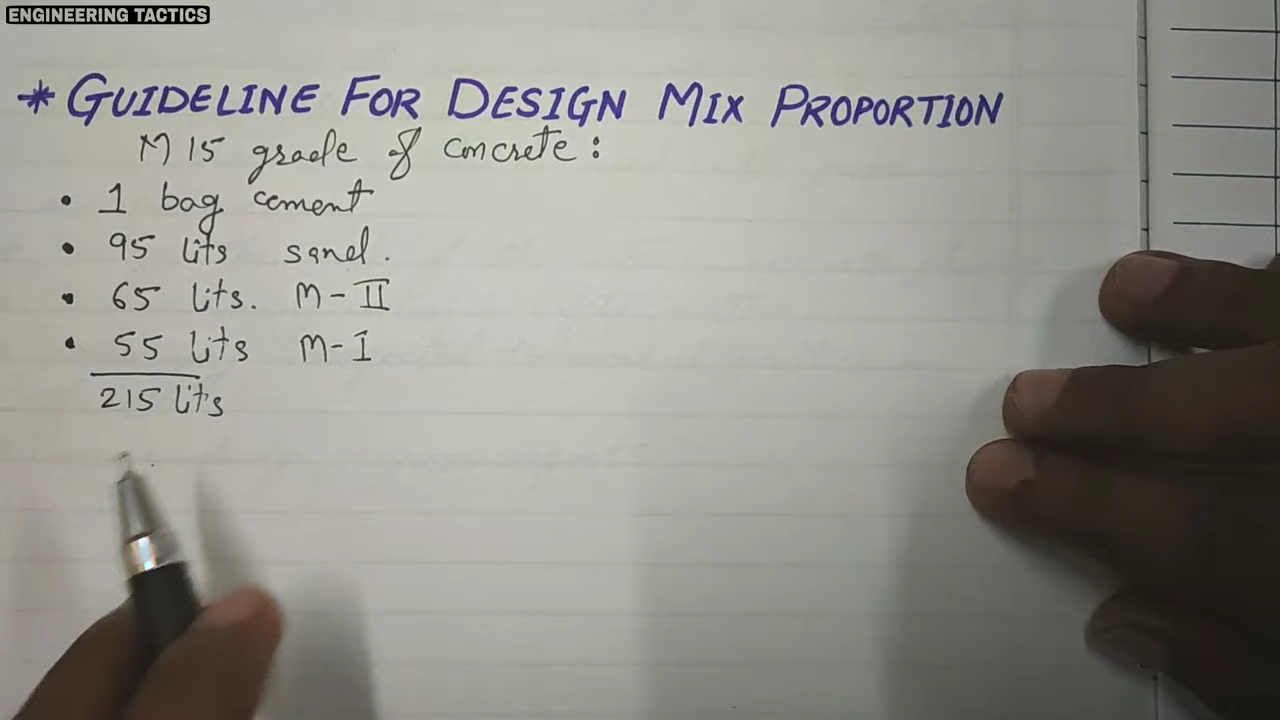 ENGINEERING TACTICS
* GUIDELINE FOR DESIGN MIX PROPORTION
M 15 grade of concrete:
• 1 bag cement
• 95 lits sand.
• 65 lits. M-II
• 55 lits M-I
215 lits